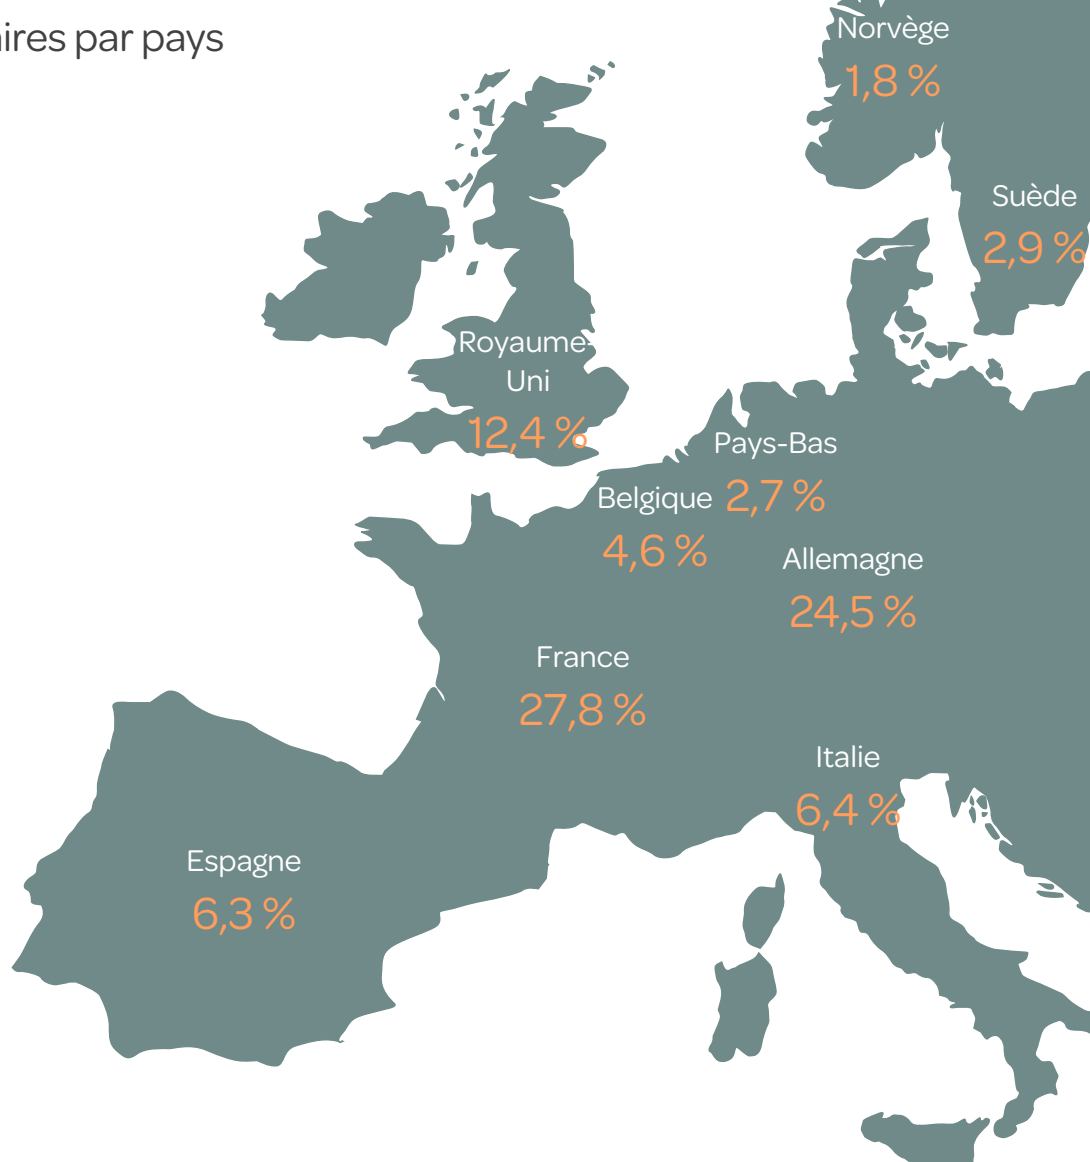 par pays
Norvège
1,8 %
Suède
2,9 %
Royaume-
Uni
12,4 %
Pays-Bas
2,7 %
Belgique
4,6 %
Allemagne
24,5 %
France
27,8 %
Italie
6,4 %
Espagne
6,3 %